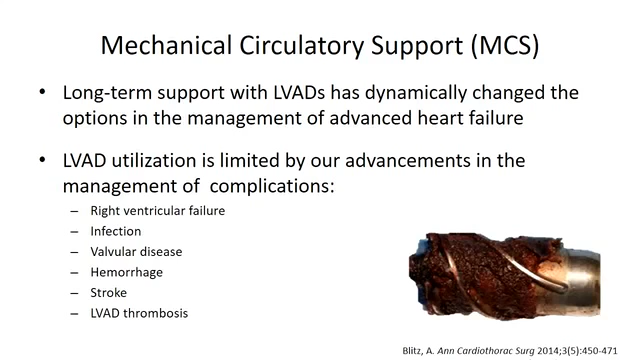 Mechanical Circulatory Support (MCS)
• Long-term support with LVADs has dynamically changed the
options in the management of advanced heart failure
• LVAD utilization is limited by our advancements in the
management of  complications:
– Right ventricular failure
– Infection
– Valvular disease
– Hemorrhage
– Stroke
– LVAD thrombosis
Blitz, A. Ann Cardiothorac Surg 2014;3(5):450-471